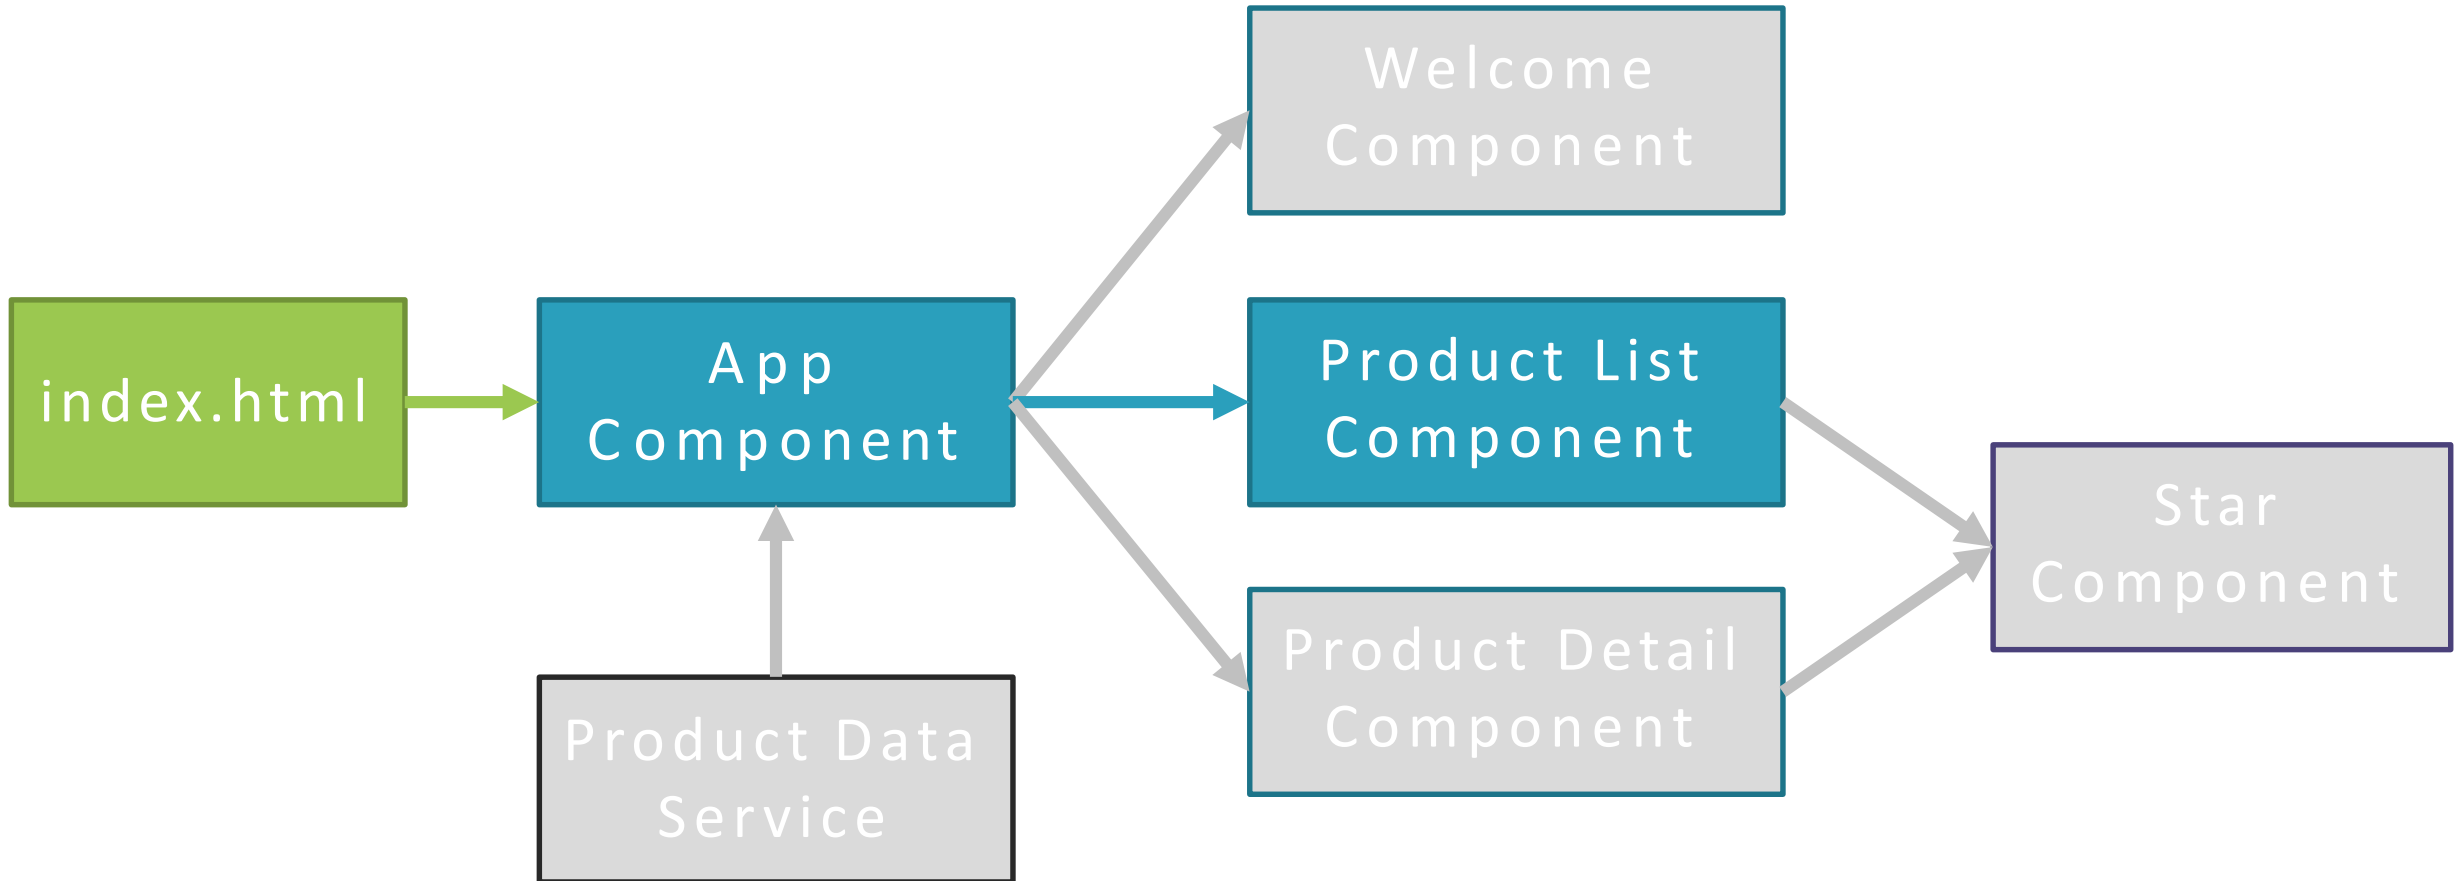 Welcome
Component
index.html
App
Component
Product List
Component
Star
Component
Product Detail
Component
Product Data
Service